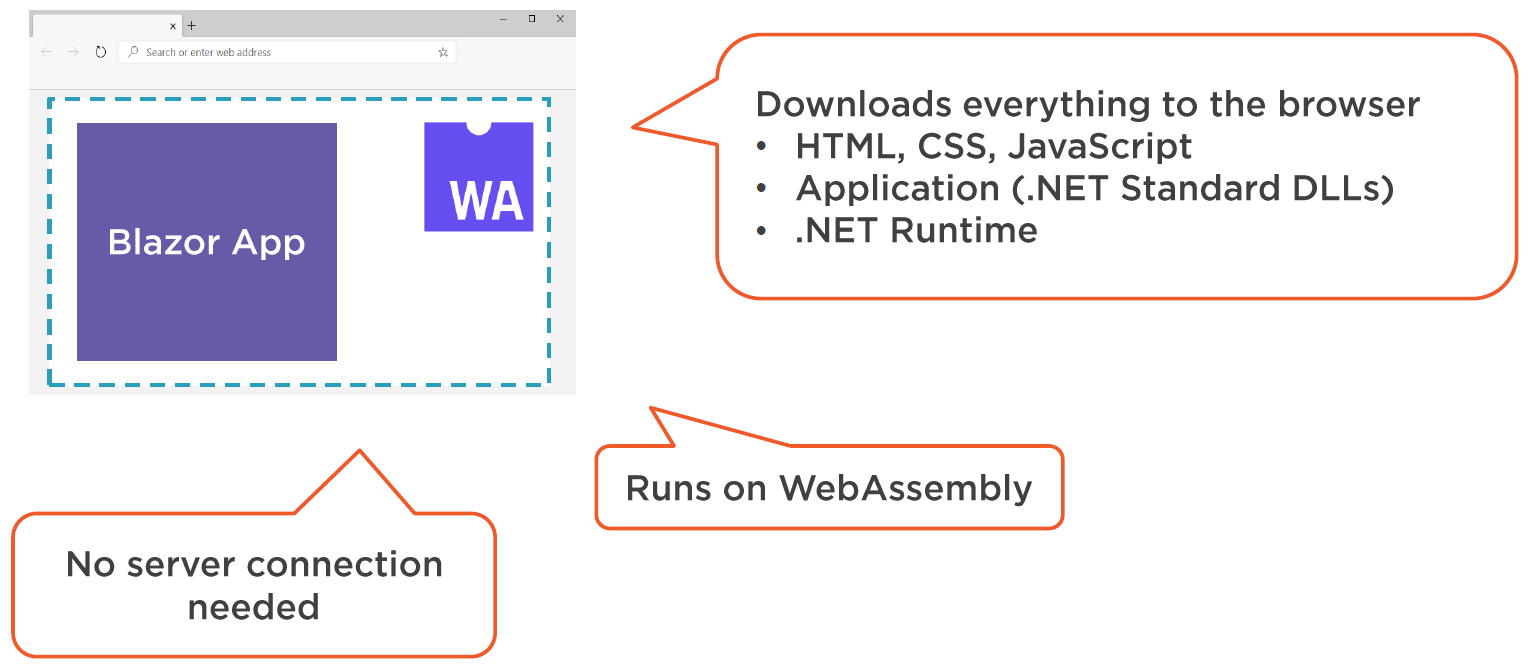 Search or enter web address
Blazor App
WA
Downloads everything to the browser
• HTML, CSS, JavaScript
• Application (.NET Standard DLLs)
• .NET Runtime
Runs on WebAssembly
No server connection
needed